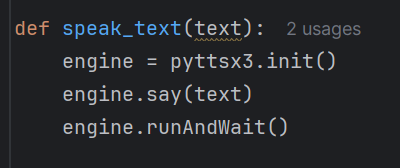 def speak_text(text):  2 usages
    engine = pyttsx3.init()
    engine.say(text)
    engine.runAndWait()